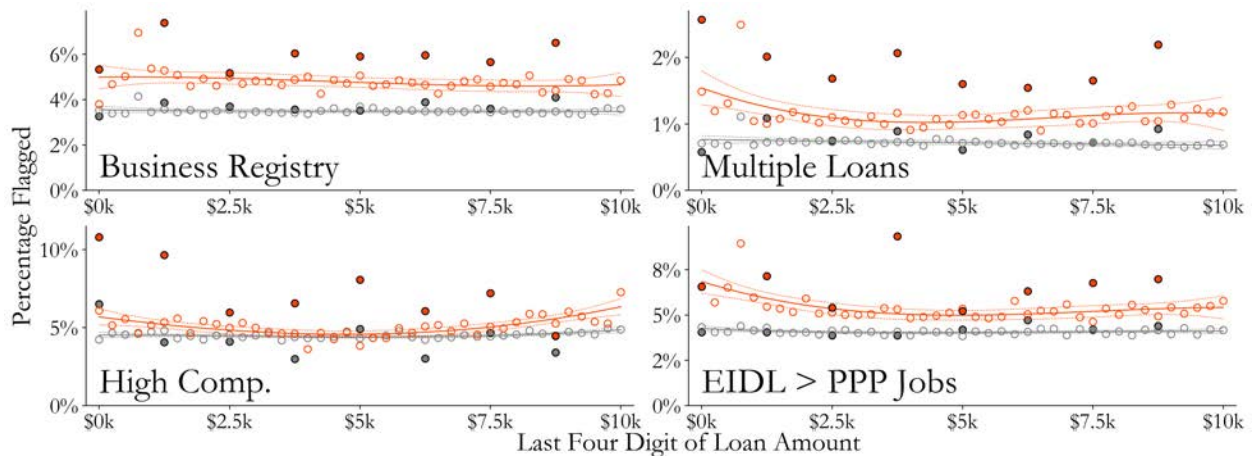 Percentage Flagged
6%
4%
2%
0%
Business Registry
$0k $2.5k $5k $7.5k $10k
2%
1%
0%
Multiple Loans
$0k $2.5k $5k $7.5k $10k
10%
5%
0%
High Comp.
$0k $2.5k $5k $7.5k $10k
8%
5%
2%
0%
EIDL > PPP Jobs
$0k $2.5k $5k $7.5k $10k
Last Four Digit of Loan Amount